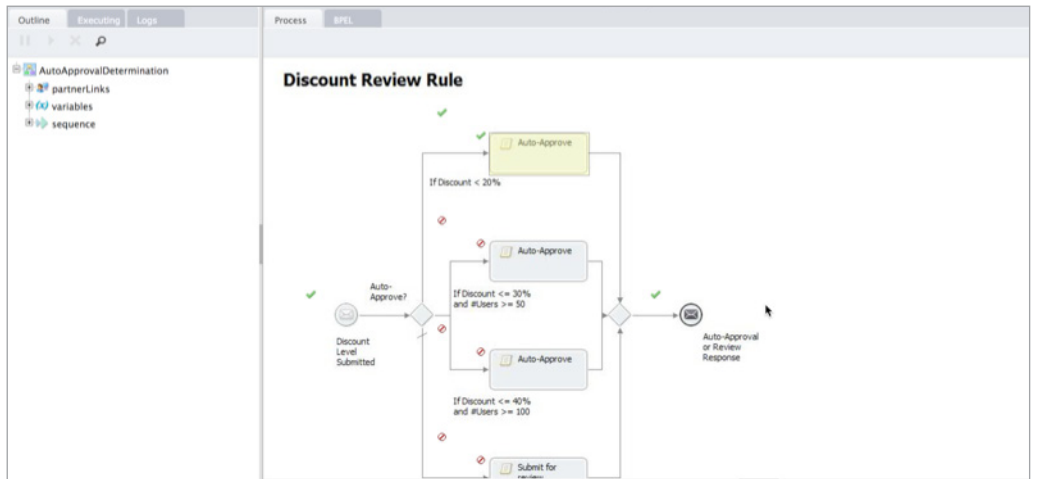 Outline
Executing
Logs
Process
BPEL
AutoApprovalDetermination
partnerLinks
variables
sequence
Discount Review Rule
Auto-Approve
If Discount < 20%
Auto-Approve
Auto-
Approve?
If Discount <= 30%
and #Users >= 50
Discount
Level
Submitted
Auto-Approval
or Review
Response
Auto-Approve
If Discount <= 40%
and #Users >= 100
Submit for
review